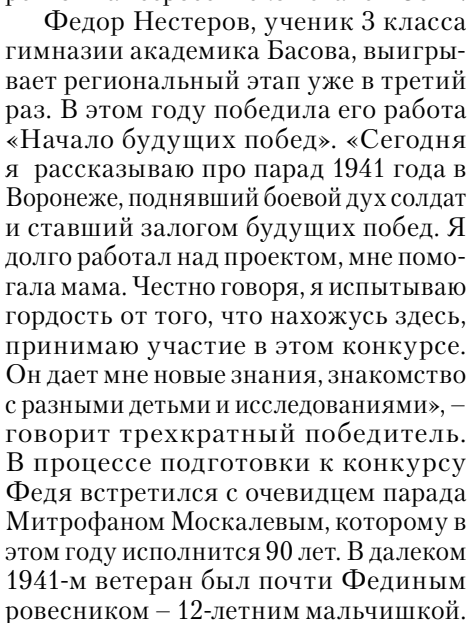 Федор Нестеров, ученик 3 класса
гимназии академика Басова, выигры-
вает региональный этап уже в третий
раз. В этом году победила его работа
«Начало будущих побед». «Сегодня
я рассказываю про парад 1941 года в
Воронеже, поднявший боевой дух солдат
и ставший залогом будущих побед. Я
долго работал над проектом, мне помо-
гала мама. Честно говоря, я испытываю
гордость от того, что нахожусь здесь,
принимаю участие в этом конкурсе.
Он дает мне новые знания, знакомство
с разными детьми и исследованиями», –
говорит трехкратный победитель.
В процессе подготовки к конкурсу
Федя встретился с очевидцем парада
Митрофаном Москалевым, которому в
этом году исполнится 90 лет. В далеком
1941-м ветеран был почти Фединым
ровесником – 12-летним мальчишкой.